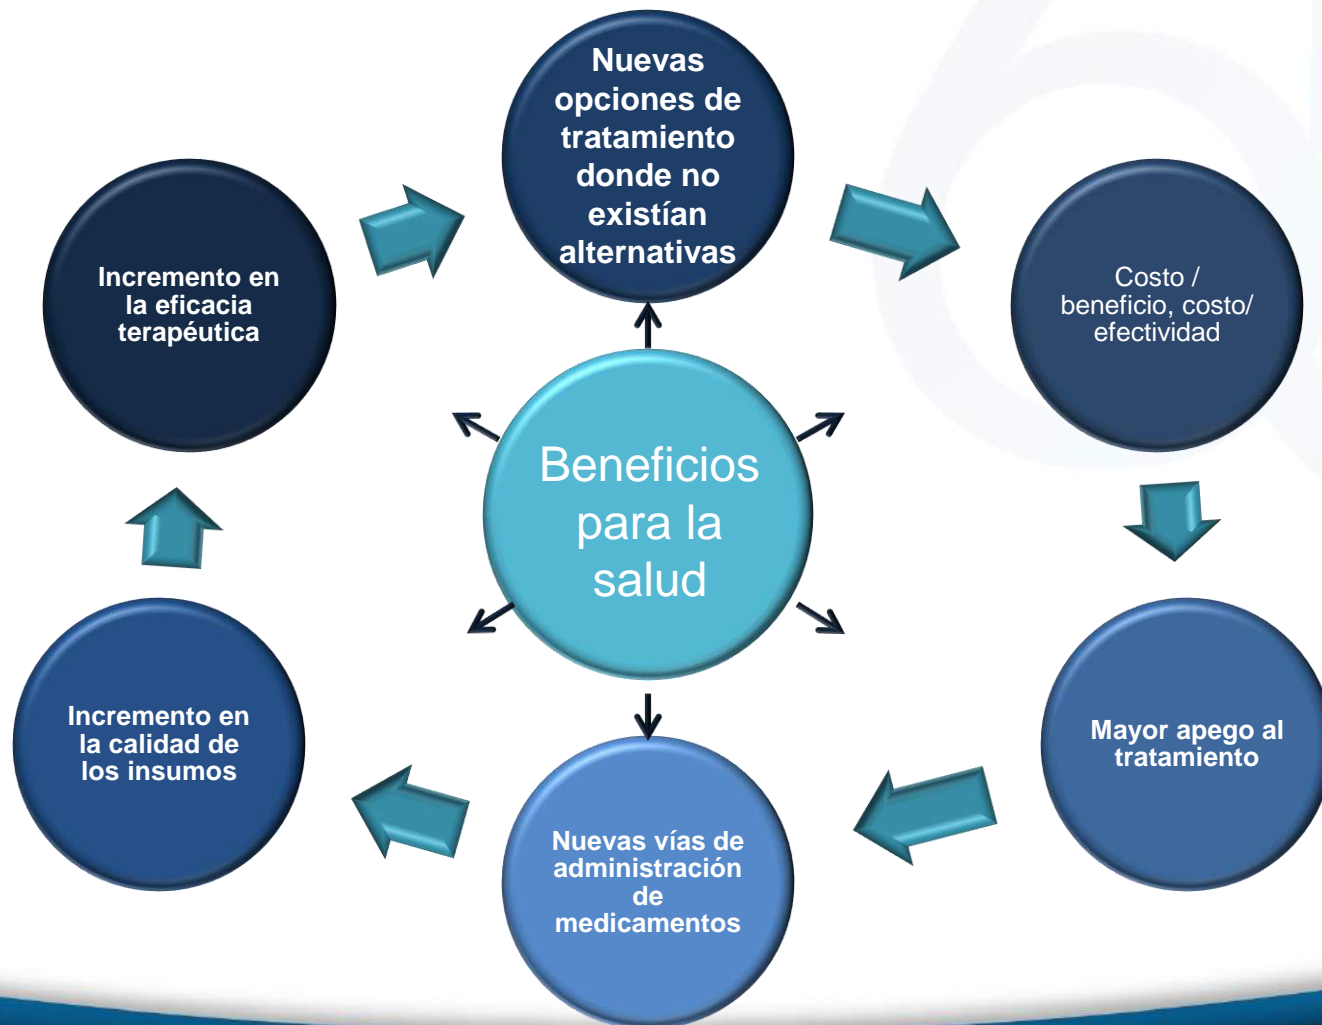 Nuevas
opciones de
tratamiento
donde no
existían
alternativas
Costo /
beneficio, costo/
efectividad
Mayor apego al
tratamiento
Nuevas vías de
administración
de
medicamentos
Incremento en
la calidad de
los insumos
Incremento en
la eficacia
terapéutica
Beneficios
para la
salud